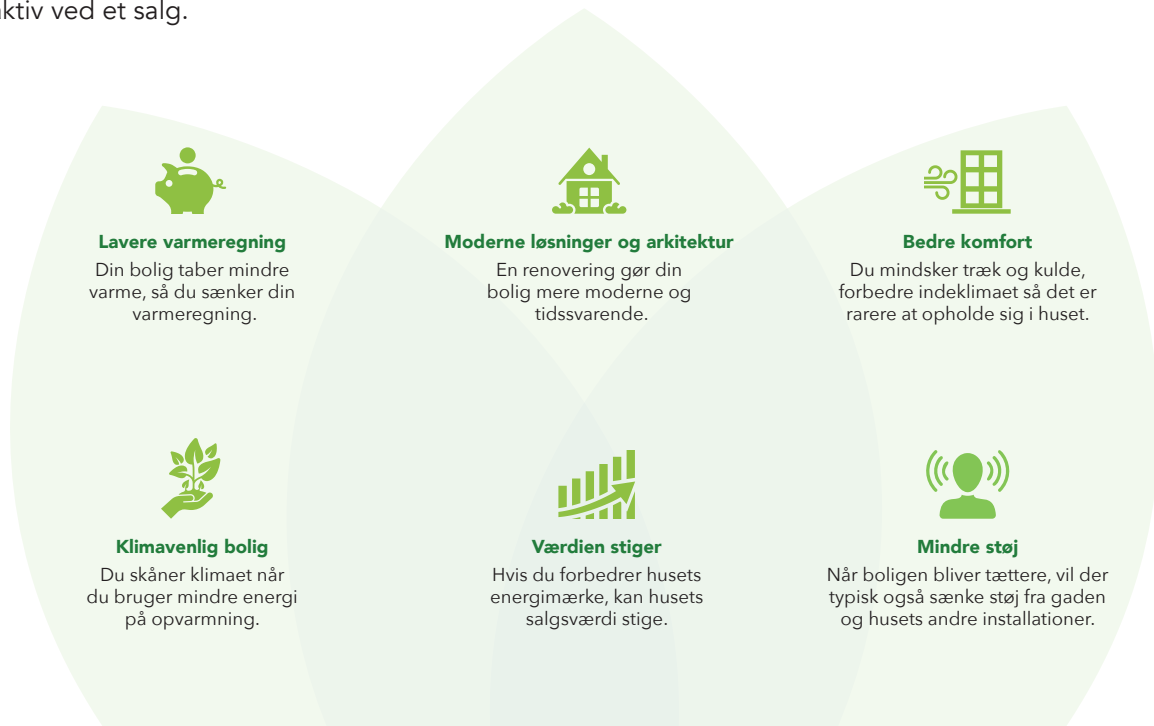 ktiv ved et salg.
Lavere varmeregning
Din bolig taber mindre
varme, så du sænker din
varmeregning.
Moderne løsninger og arkitektur
En renovering gør din
bolig mere moderne og
tidssvarende.
Bedre komfort
Du mindsker træk og kulde,
forbedre indeklimaet så det er
rarere at opholde sig i huset.
Klimavenlig bolig
Du skåner klimaet når
du bruger mindre energi
på opvarmning.
Værdien stiger
Hvis du forbedrer husets
energimærke, kan husets
salgsværdi stige.
Mindre støj
Når boligen bliver tættere, vil der
typisk også sænke støj fra gaden
og husets andre installationer.